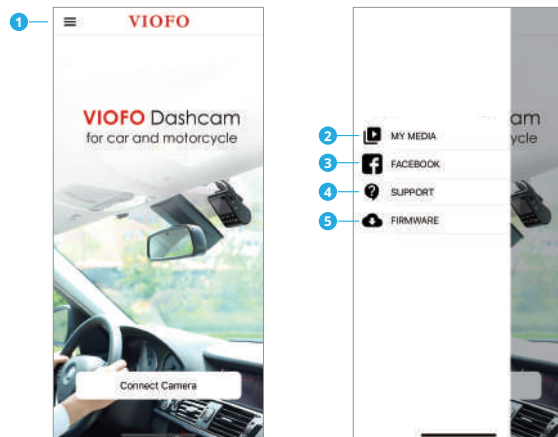 1
VIOFO
VIOFO Dashcam
for car and motorcycle
Connect Camera
am
ycle
2 MY MEDIA
3 FACEBOOK
4 SUPPORT
5 FIRMWARE